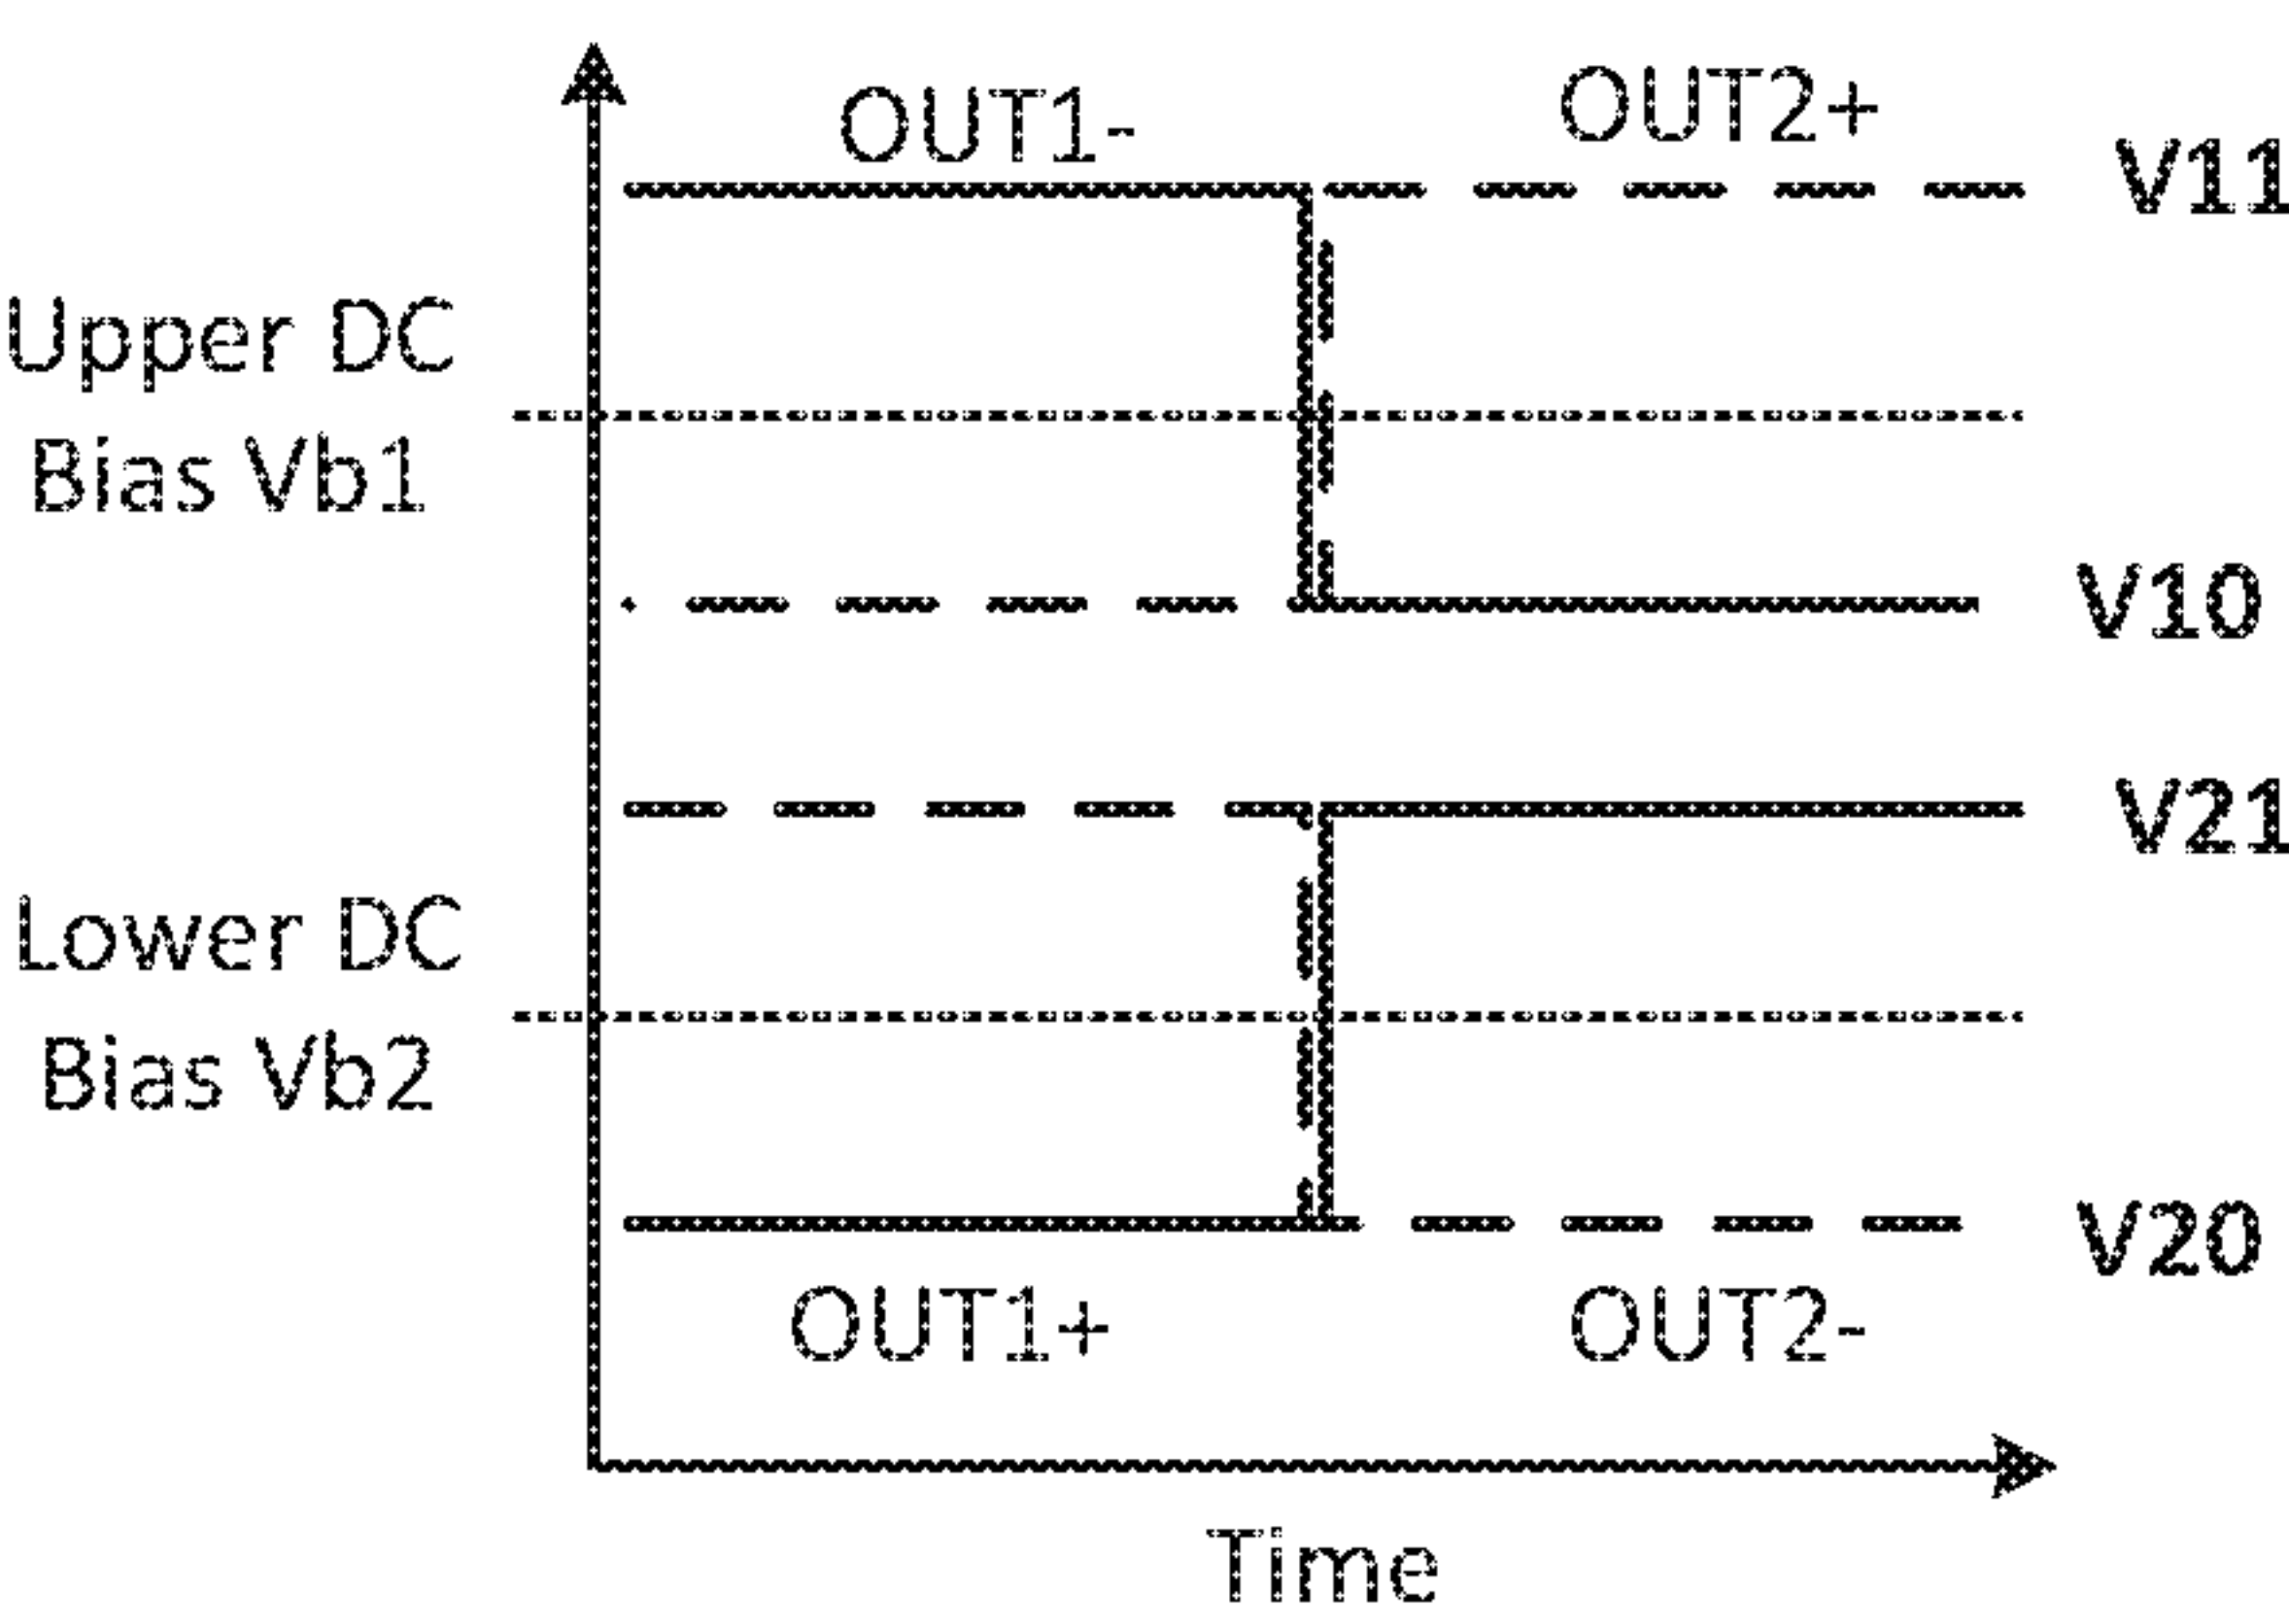 OUT1-
OUT2+
V11
Upper DC
Bias Vb1
V10
V21
Lower DC
Bias Vb2
V20
OUT1+
OUT2-
Time